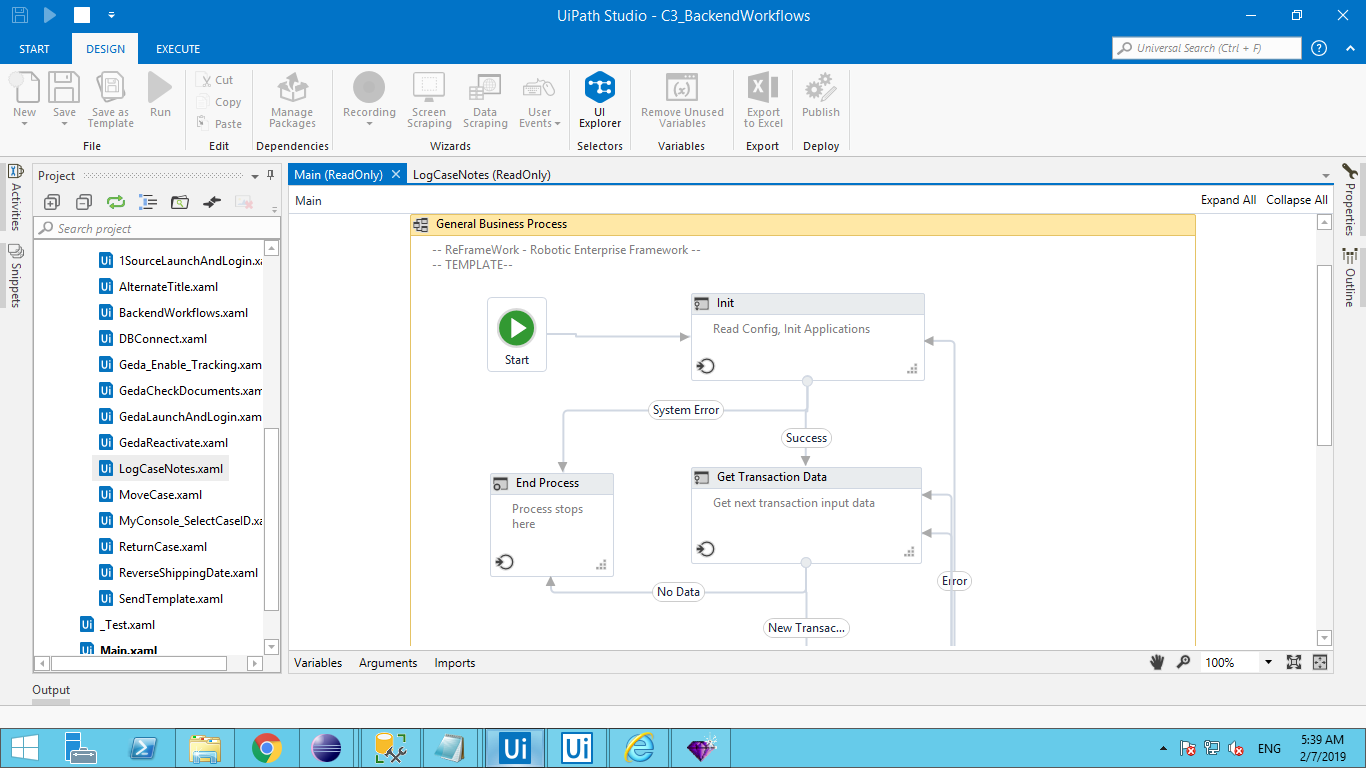 UiPath Studio - C3_BackendWorkflows
START DESIGN EXECUTE
Universal Search (Ctrl + F)
?
New
Save
Save as Template
Run
Cut
Copy
Paste
Manage Packages
Recording
Screen Scraping
Data Scraping
User Events
UI Explorer
Remove Unused Variables
Export to Excel
Publish
File
Edit
Dependencies
Wizards
Selectors
Variables
Export
Deploy
Activities
Snippets
Project
Search project
1SourceLaunchAndLogin.xa
AlternateTitle.xaml
BackendWorkflows.xaml
DBConnect.xaml
Geda_Enable_Tracking.xaml
GedaCheckDocuments.xam
GedaLaunchAndLogin.xam
GedaReactivate.xaml
LogCaseNotes.xaml
MoveCase.xaml
MyConsole_SelectCaseID.xa
ReturnCase.xaml
ReverseShippingDate.xaml
SendTemplate.xaml
_Test.xaml
Main.xaml
Main (ReadOnly)
LogCaseNotes (ReadOnly)
Main
Expand All Collapse All
General Business Process
-- ReFrameWork - Robotic Enterprise Framework --
-- TEMPLATE--
Start
Init
Read Config, Init Applications
System Error
Success
End Process
Process stops
here
Get Transaction Data
Get next transaction input data
No Data
Error
New Transac...
Variables Arguments Imports
100%
Properties
Outline
Output
ENG
5:39 AM
2/7/2019